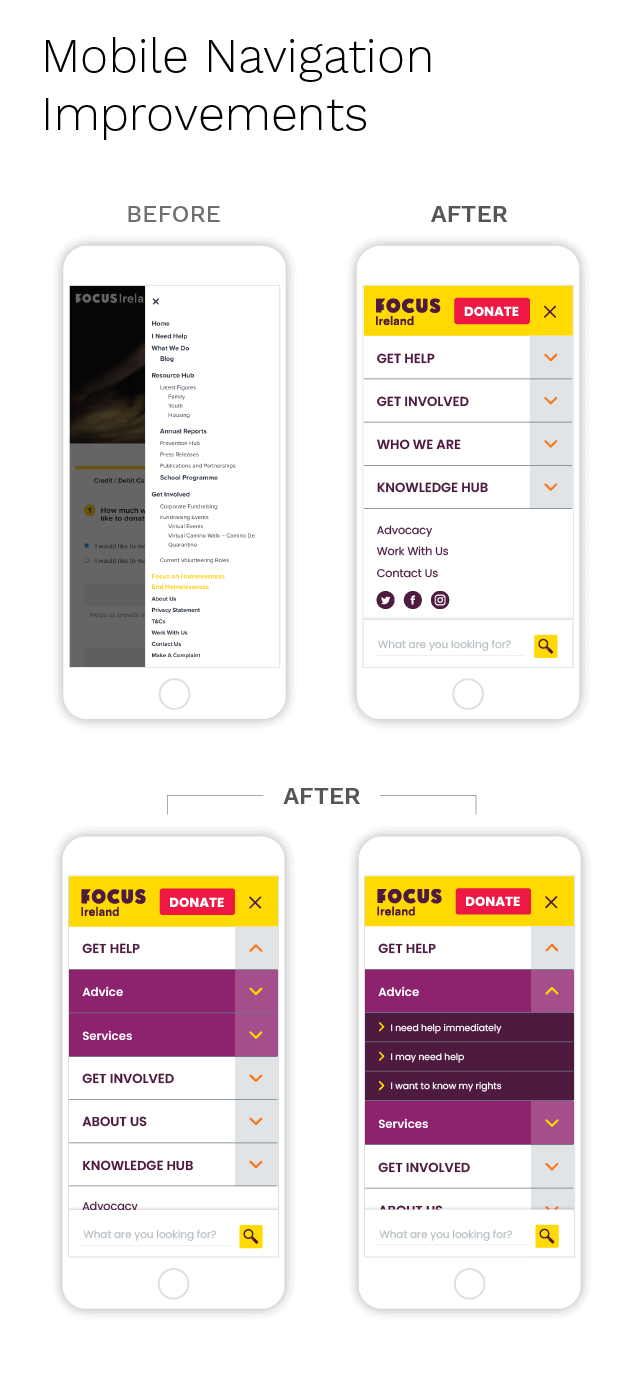 Mobile Navigation
Improvements
BEFORE
AFTER
FOCUS Irela
Home
I Need Help
What We Do
Blog
Resource Hub
Latest Figures
Family
Youth
Housing
Annual Reports
Prevention Hub
Press Releases
Publications and Partnerships
School Programme
Get Involved
Corporate Fundraising
Fundraising Events
Virtual Events
Virtual Camino Walk – Camino De
Quarantine
Current Volunteering Roles
Focus on Homelessness
End Homelessness
About Us
Privacy Statement
T&Cs
Work With Us
Contact Us
Make A Complaint
Credit / Debit Ca
1
How much w
like to donat
I would like to ma
I would like to ma
Helps us provide h
FOCUS
Ireland
DONATE
GET HELP
GET INVOLVED
WHO WE ARE
KNOWLEDGE HUB
Advocacy
Work With Us
Contact Us
What are you looking for?
AFTER
FOCUS
Ireland
DONATE
GET HELP
Advice
Services
GET INVOLVED
ABOUT US
KNOWLEDGE HUB
Advocacy
What are you looking for?
FOCUS
Ireland
DONATE
GET HELP
Advice
I need help immediately
I may need help
I want to know my rights
Services
GET INVOLVED
ABOUT US
What are you looking for?